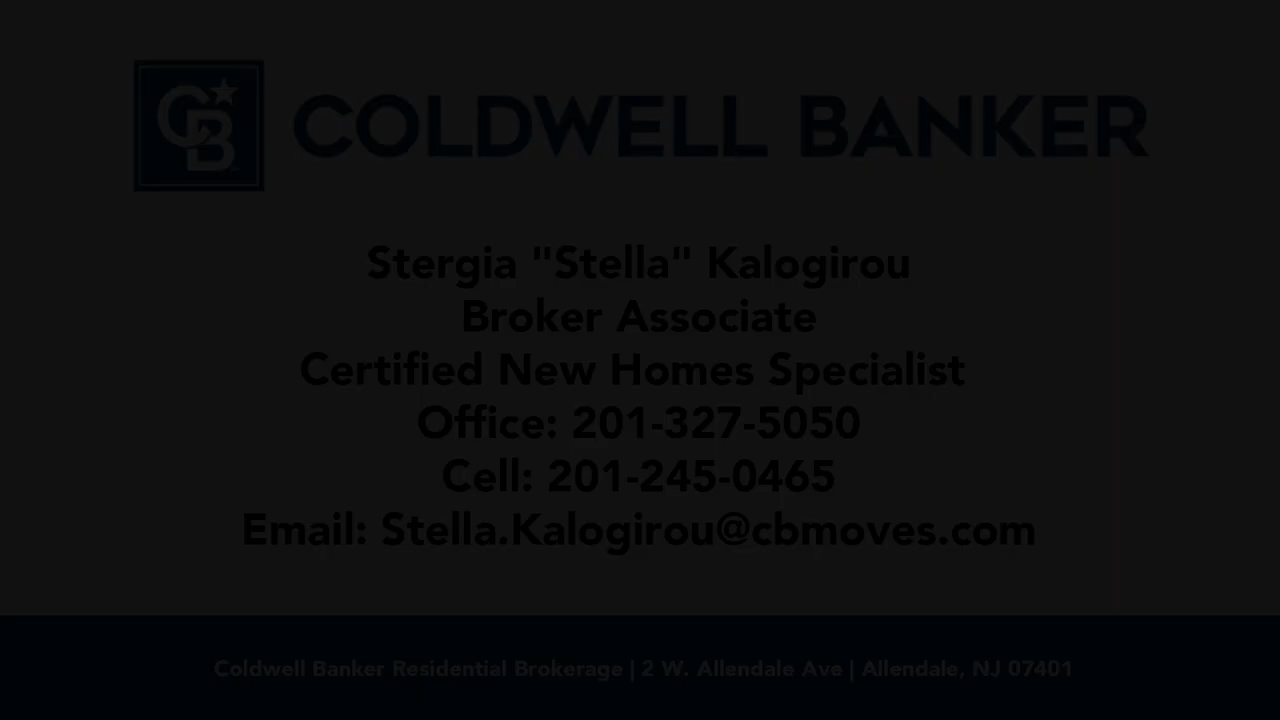 CB
COLDWELL BANKER
Stergia "Stella" Kalogirou
Broker Associate
Certified New Homes Specialist
Office: 201-327-5050
Cell: 201-245-0465
Email: Stella.Kalogirou@cbmoves.com
Coldwell Banker Residential Brokerage | 2 W. Allendale Ave | Allendale, NJ 07401